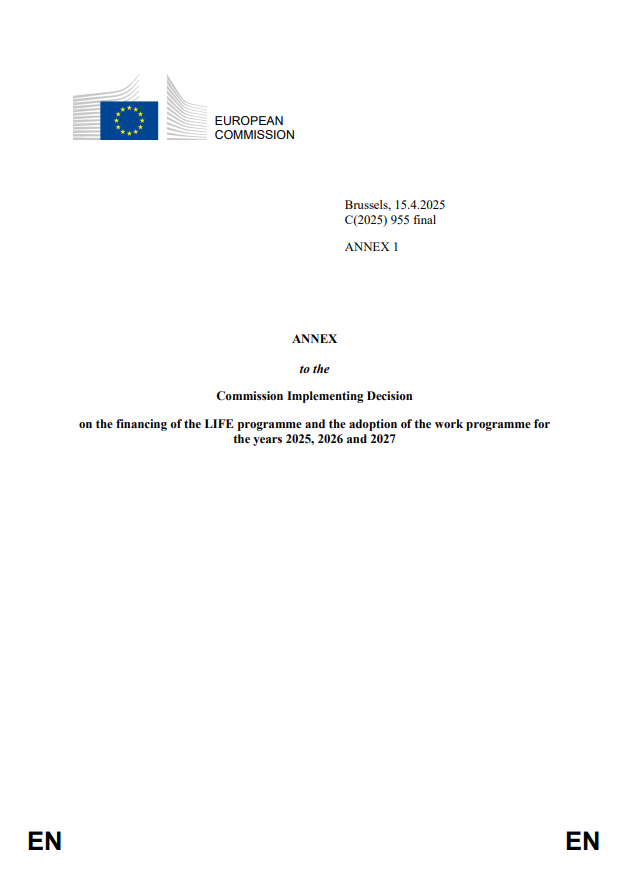 EUROPEAN
COMMISSION
Brussels, 15.4.2025
C(2025) 955 final
ANNEX 1
ANNEX
to the
Commission Implementing Decision
on the financing of the LIFE programme and the adoption of the work programme for
the years 2025, 2026 and 2027
EN
EN